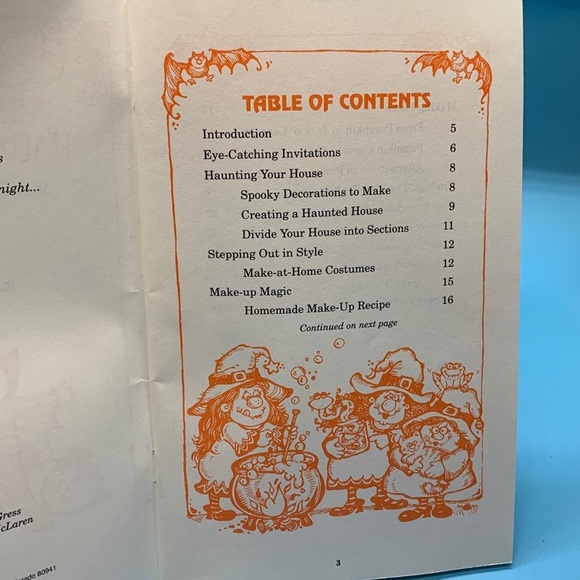 s
night...
Gress
cLaren
orado 80941
TABLE OF CONTENTS
Introduction 5
Eye-Catching Invitations 6
Haunting Your House 8
Spooky Decorations to Make 8
Creating a Haunted House 9
Divide Your House into Sections 11
Stepping Out in Style 12
Make-at-Home Costumes 12
Make-up Magic 15
Homemade Make-Up Recipe 16
Continued on next page
3